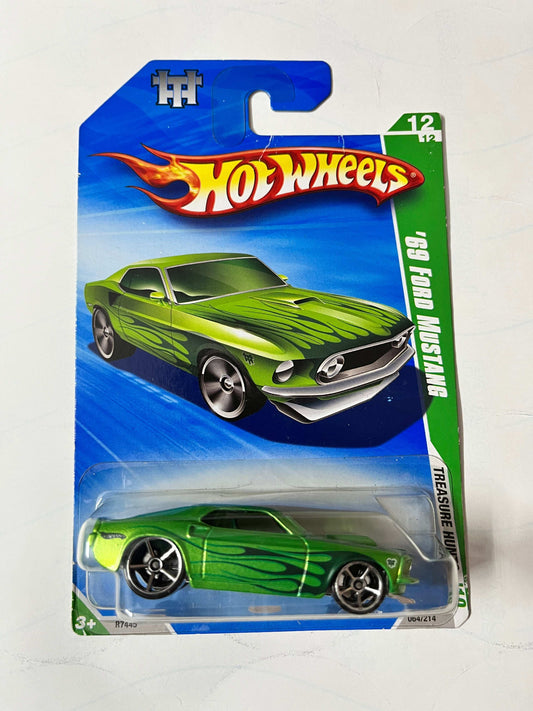 TH
12
12
HOT WHEELS
'69 FORD MUSTANG
TREASURE HUN
3+
R7445
064/214